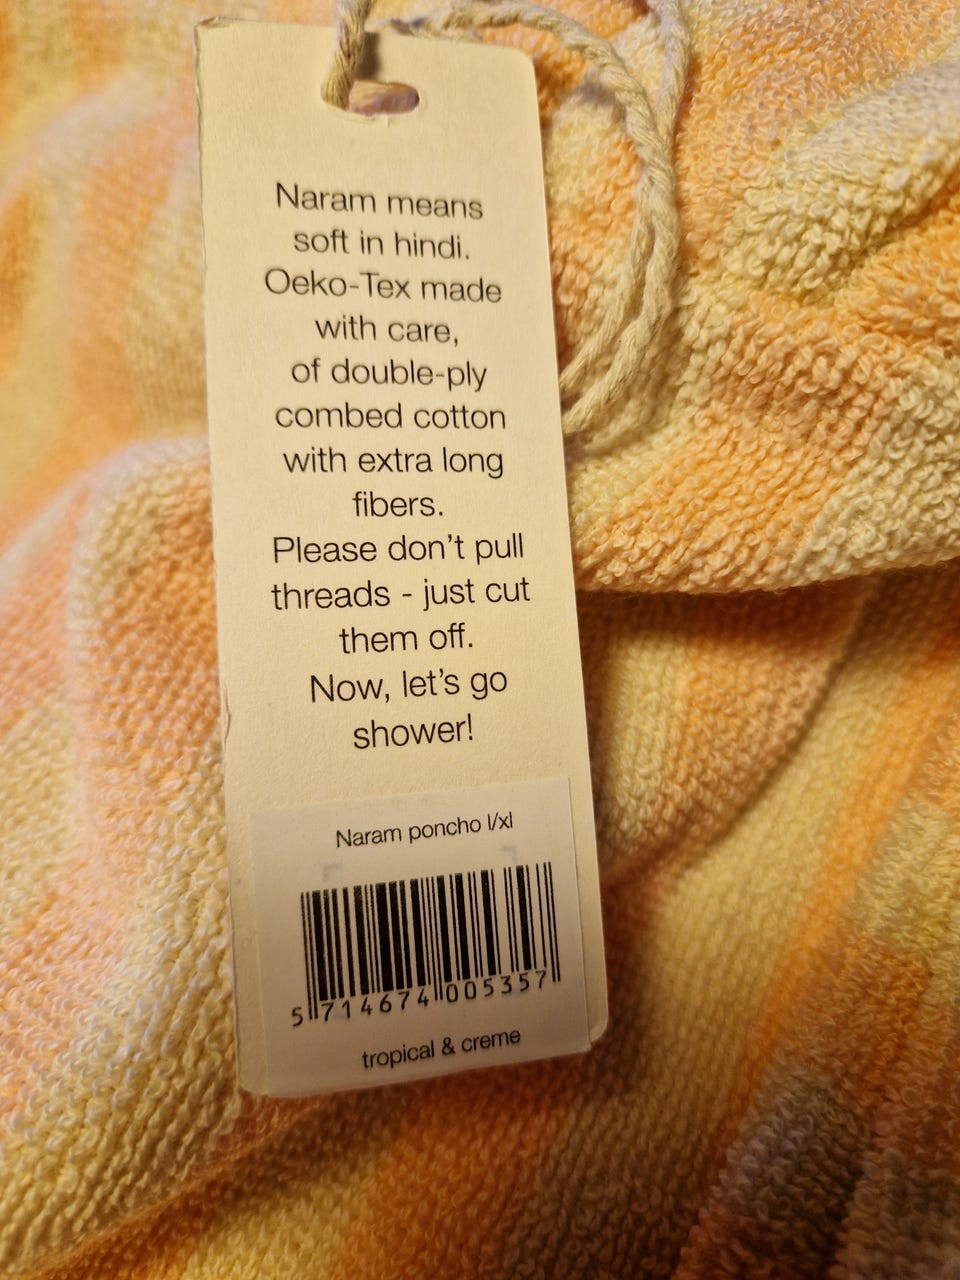 Naram means
soft in hindi.
Oeko-Tex made
with care,
of double-ply
combed cotton
with extra long
fibers.
Please don't pull
threads - just cut
them off.
Now, let's go
shower!
Naram poncho l/xl
5 714674 005357
tropical & creme